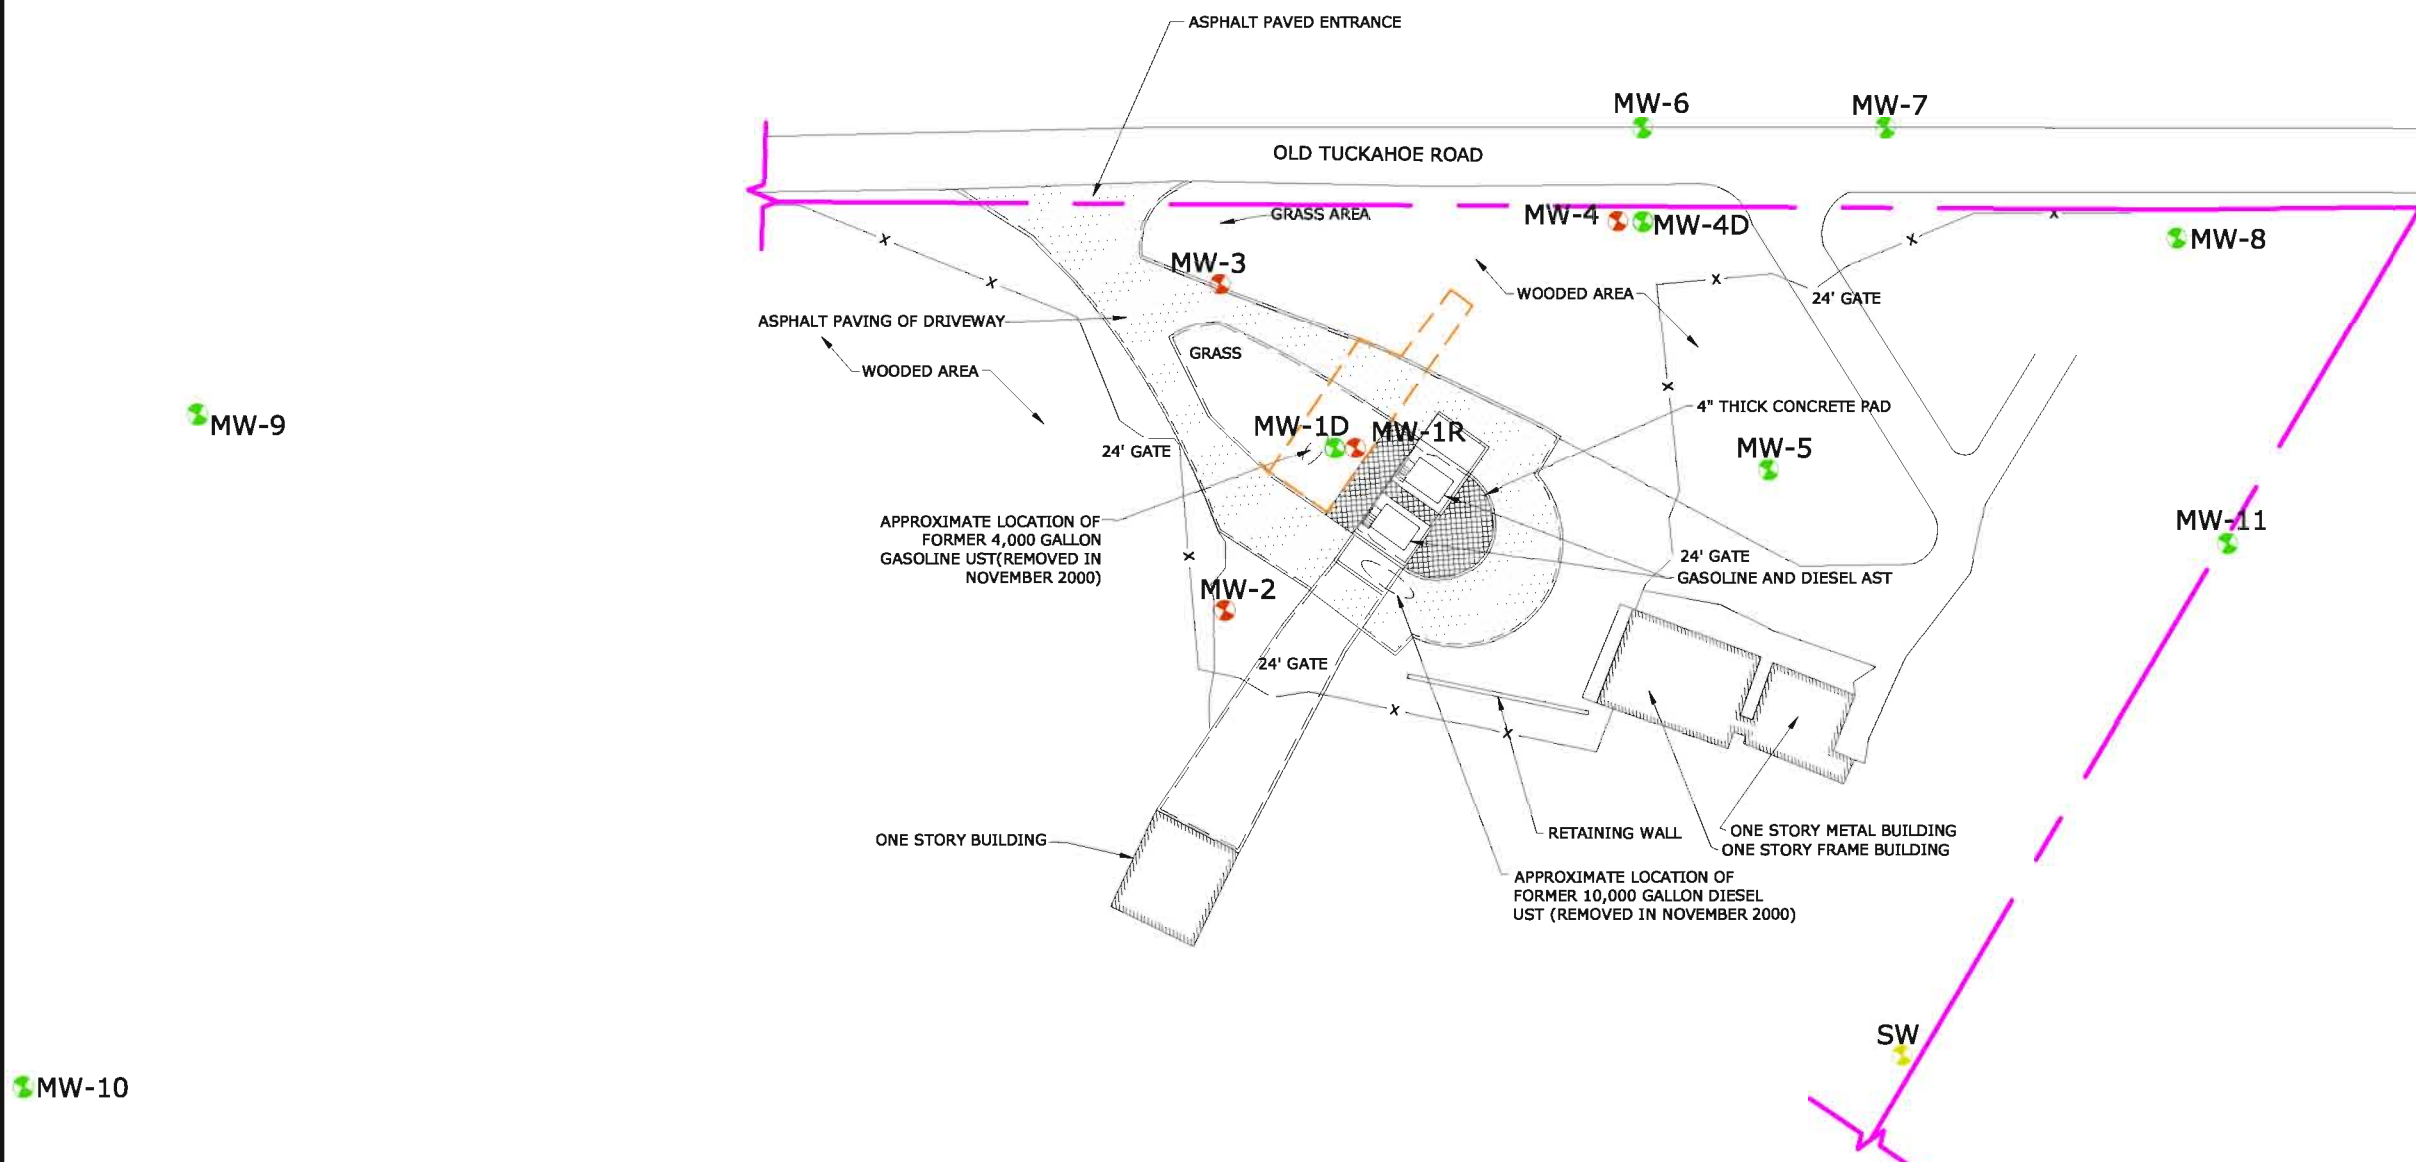 ASPHALT PAVED ENTRANCE
MW-6
MW-7
OLD TUCKAHOE ROAD
GRASS AREA
MW-4
MW-4D
MW-8
MW-3
WOODED AREA
24' GATE
ASPHALT PAVING OF DRIVEWAY
GRASS
WOODED AREA
4" THICK CONCRETE PAD
MW-9
MW-1D
MW-1R
24' GATE
MW-5
APPROXIMATE LOCATION OF
FORMER 4,000 GALLON
GASOLINE UST(REMOVED IN
NOVEMBER 2000)
MW-11
24' GATE
GASOLINE AND DIESEL AST
MW-2
24' GATE
ONE STORY BUILDING
RETAINING WALL
ONE STORY METAL BUILDING
ONE STORY FRAME BUILDING
APPROXIMATE LOCATION OF
FORMER 10,000 GALLON DIESEL
UST (REMOVED IN NOVEMBER 2000)
SW
MW-10